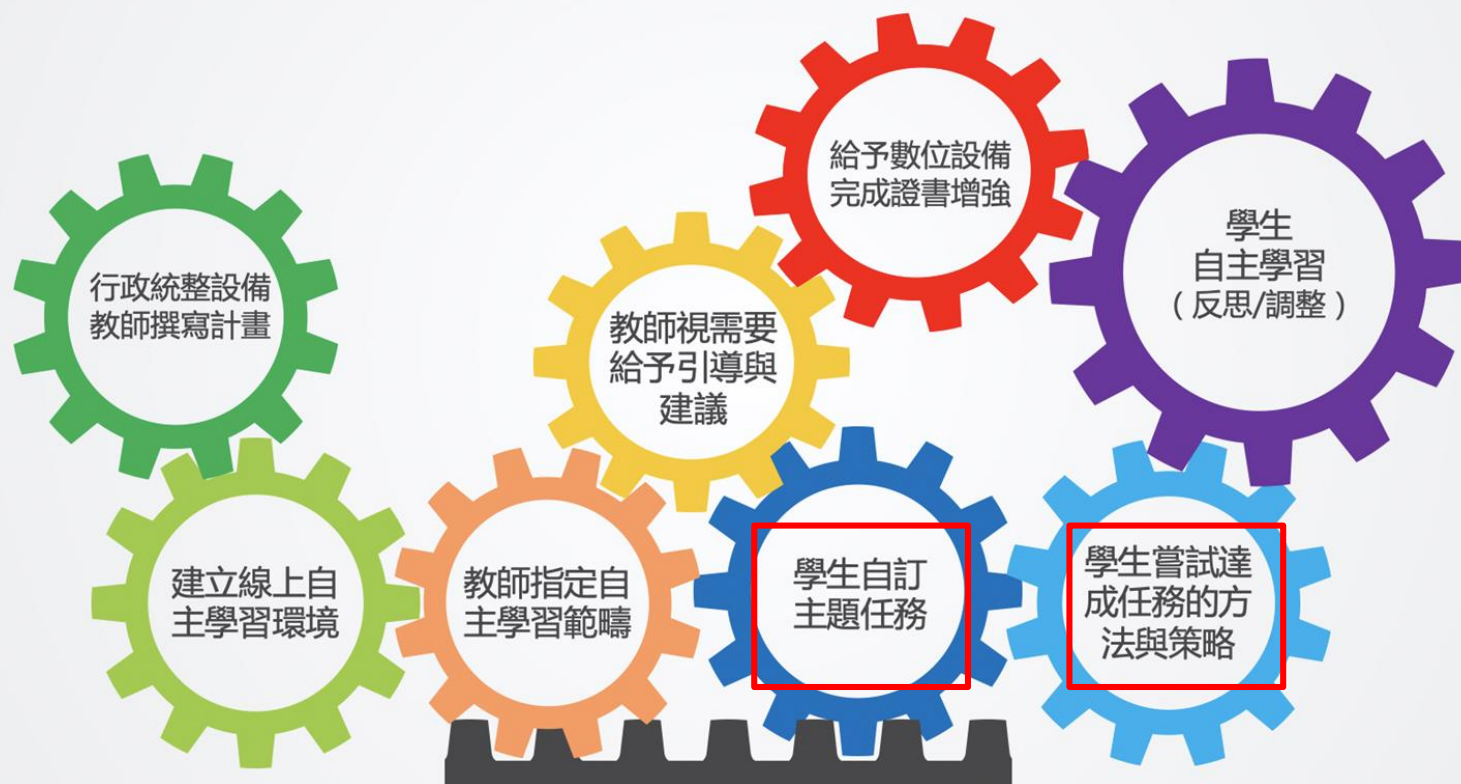 給予數位設備
完成證書增強
學生
自主學習
（反思/調整）
行政統整設備
教師撰寫計畫
教師視需要
給予引導與
建議
建立線上自
主學習環境
教師指定自
主學習範疇
學生自訂
主題任務
學生嘗試達
成任務的方
法與策略